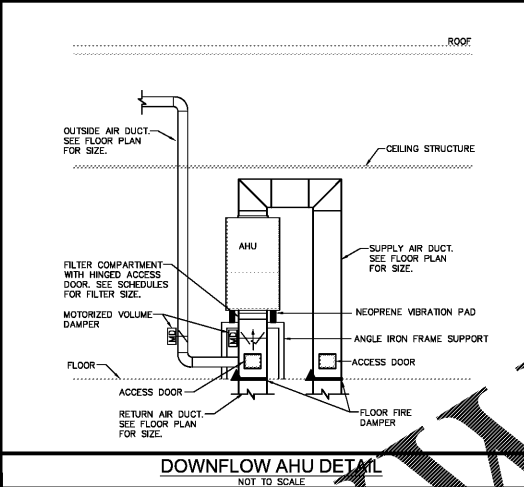 ROOF
OUTSIDE AIR DUCT.
SEE FLOOR PLAN
FOR SIZE.
CEILING STRUCTURE
AHU
SUPPLY AIR DUCT.
SEE FLOOR PLAN
FOR SIZE.
FILTER COMPARTMENT
WITH HINGED ACCESS
DOOR. SEE SCHEDULES
FOR FILTER SIZE.
NEOPRENE VIBRATION PAD
MOTORIZED VOLUME
DAMPER
MD
MD
ANGLE IRON FRAME SUPPORT
FLOOR
ACCESS DOOR
ACCESS DOOR
RETURN AIR DUCT.
SEE FLOOR PLAN
FOR SIZE.
FLOOR FIRE
DAMPER
DOWNFLOW AHU DETAIL
NOT TO SCALE